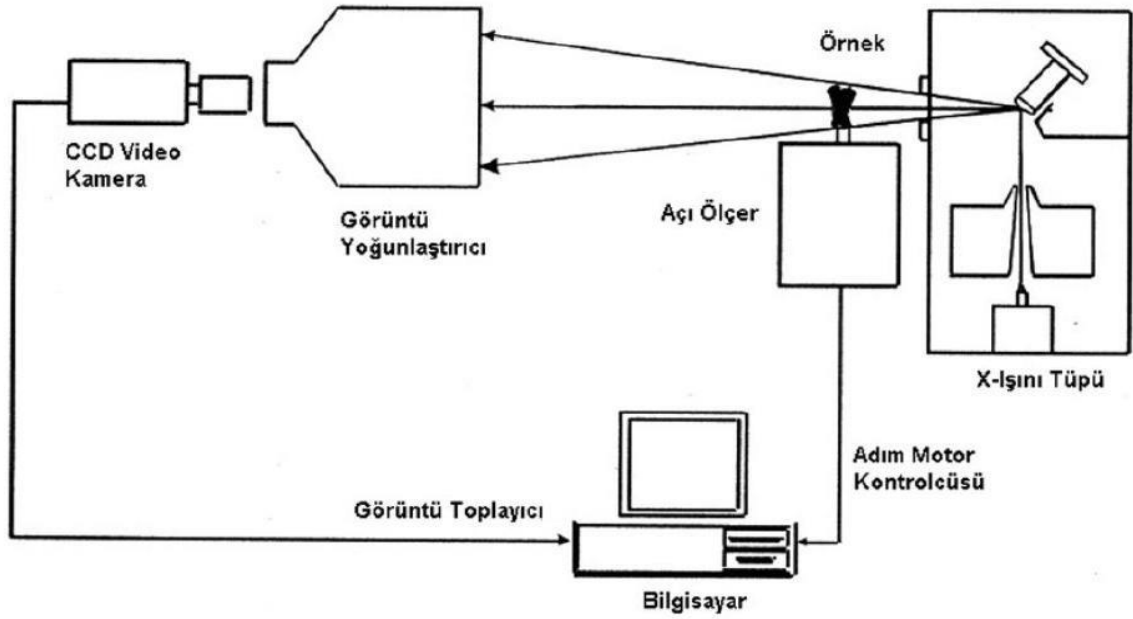 Örnek
CCD Video
Kamera
Görüntü
Yoğunlaştırıcı
Açı Ölçer
X-Işını Tüpü
Adım Motor
Kontrolcüsü
Görüntü Toplayıcı
Bilgisayar